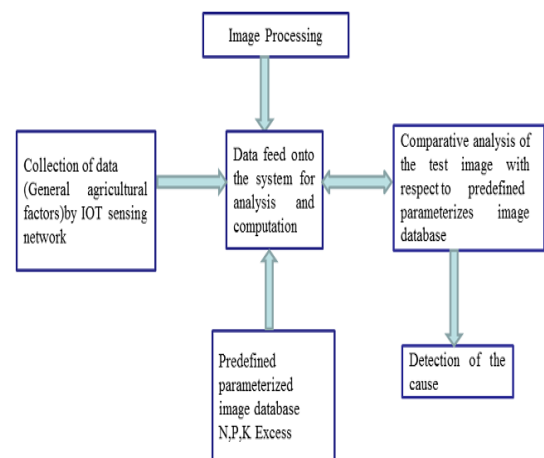 Image Processing
Collection of data
(General agricultural
factors)by IOT sensing
network
Data feed onto
the system for
analysis and
computation
Comparative analysis of
the test image with
respect to predefined
parameterizes image
database
Predefined
parameterized
image database
N,P,K Excess
Detection of the
cause